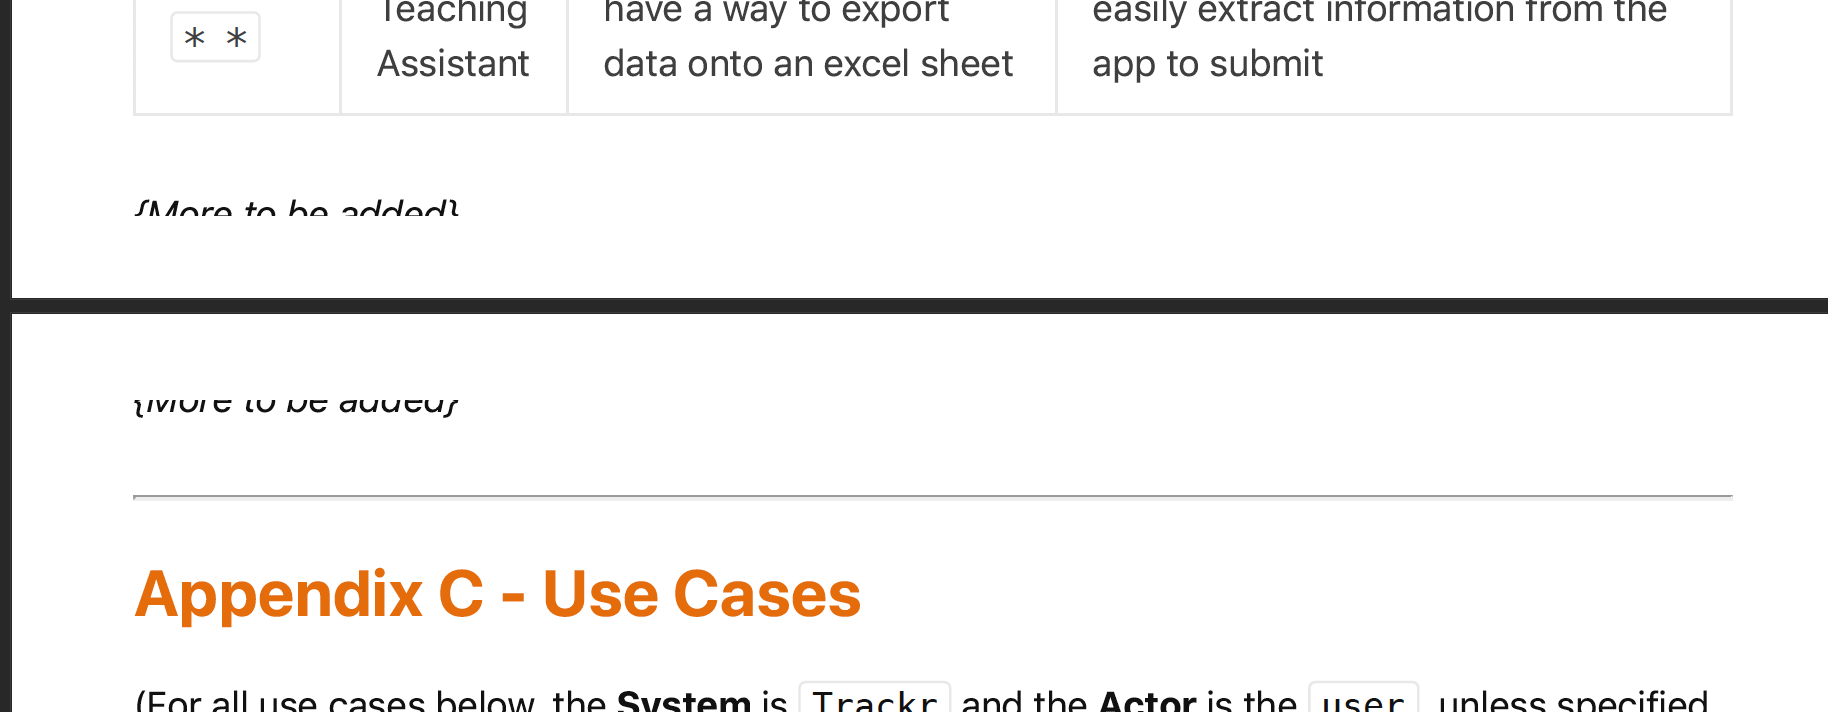 Teaching have a way to export easily extract information from the
* * Assistant data onto an excel sheet app to submit
{More to be added}
{More to be added}
Appendix C - Use Cases
(For all use cases below, the System is Trackr and the Actor is the user, unless specified